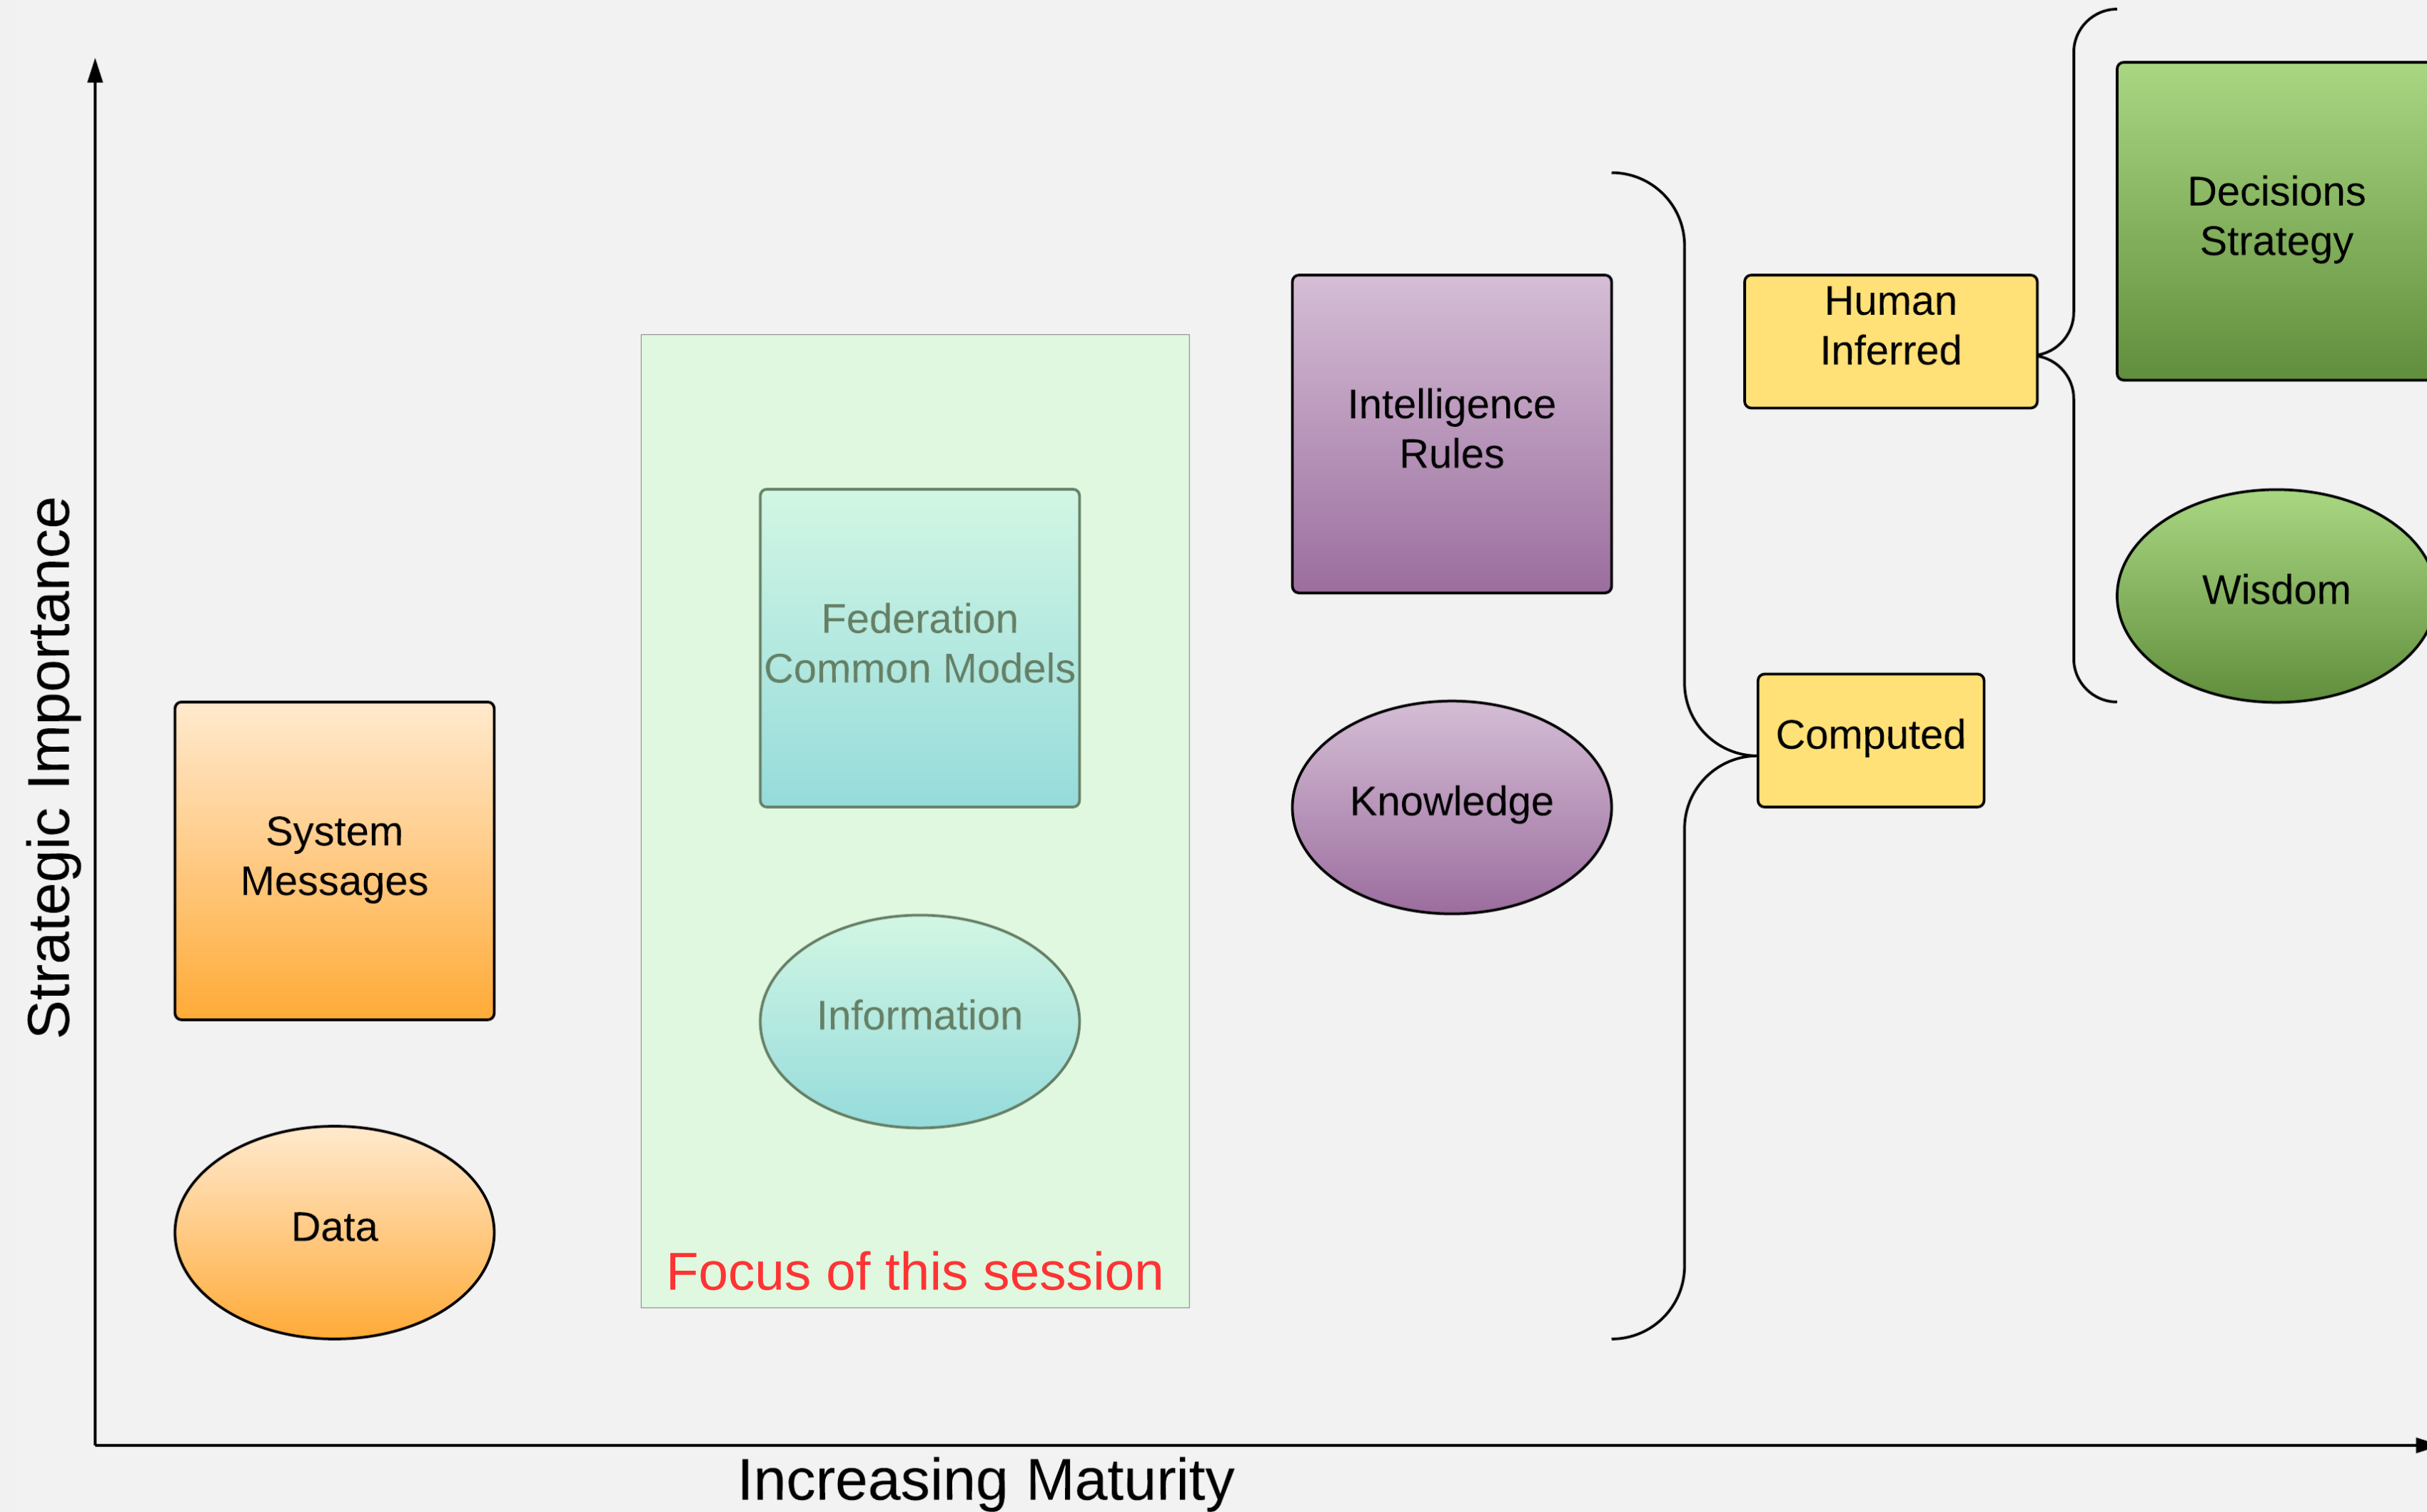 Strategic Importance
System
Messages
Data
Federation
Common Models
Information
Focus of this session
Intelligence
Rules
Knowledge
Human
Inferred
Computed
Decisions
Strategy
Wisdom
Increasing Maturity